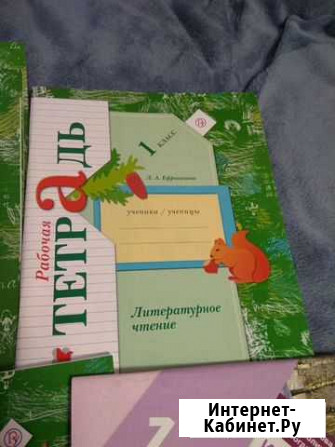 Рабочая
ТЕТРаДЬ
1 КЛАСС
Л. А. Ефросинина
ученика / ученицы
Литературное
чтение
Интернет-
Кабинет.Ру